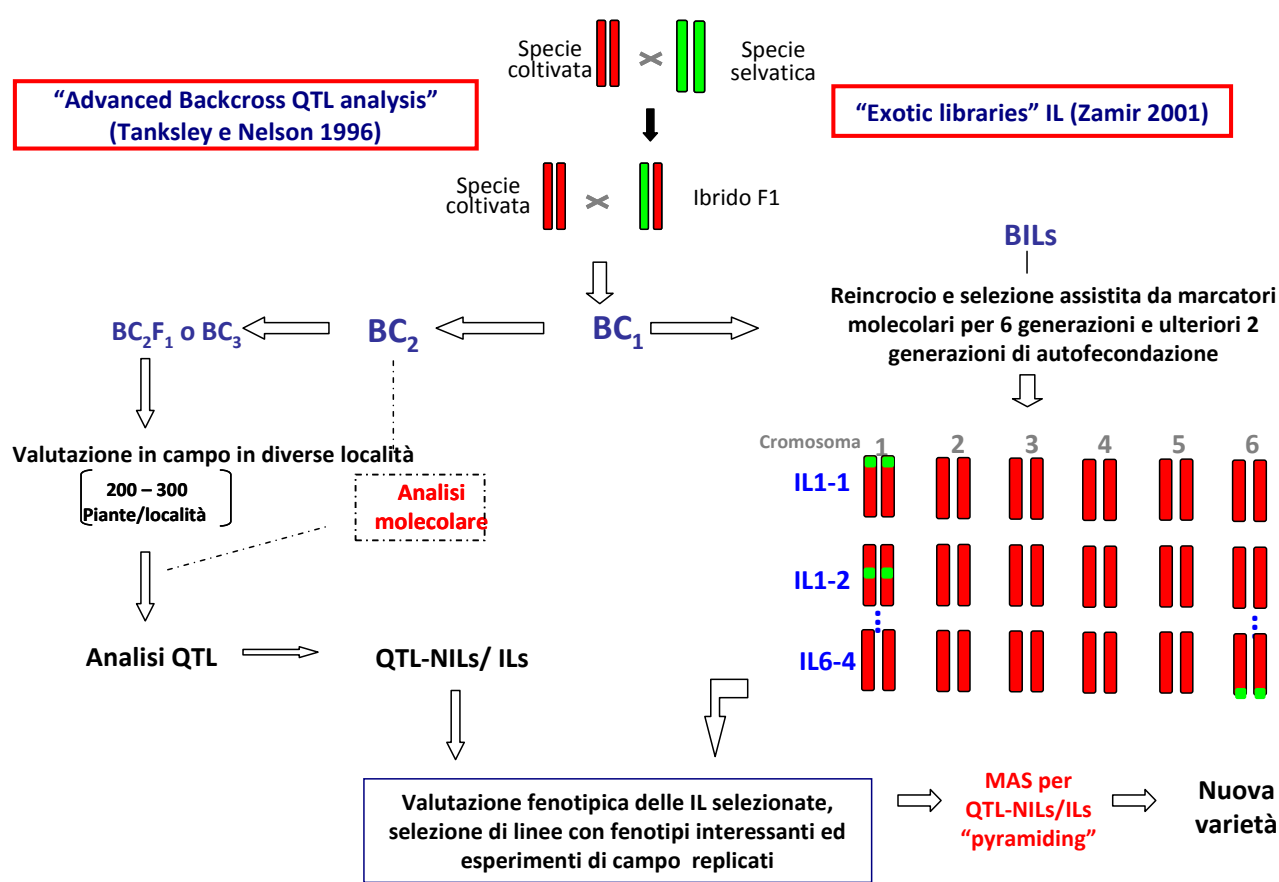 Specie
coltivata
Specie
selvatica
“Advanced Backcross QTL analysis”
(Tanksley e Nelson 1996)
“Exotic libraries” IL (Zamir 2001)
Specie
coltivata
Ibrido F1
BILs
Reincrocio e selezione assistita da marcatori
molecolari per 6 generazioni e ulteriori 2
generazioni di autofecondazione
BC2F1 o BC3
BC2
BC1
Valutazione in campo in diverse località
200 – 300
Piante/località
Analisi
molecolare
Cromosoma 1 2 3 4 5 6
IL1-1
IL1-2
IL6-4
Analisi QTL
QTL-NILs/ ILs
Valutazione fenotipica delle IL selezionate,
selezione di linee con fenotipi interessanti ed
esperimenti di campo replicati
MAS per
QTL-NILs/ILs
“pyramiding”
Nuova
varietà